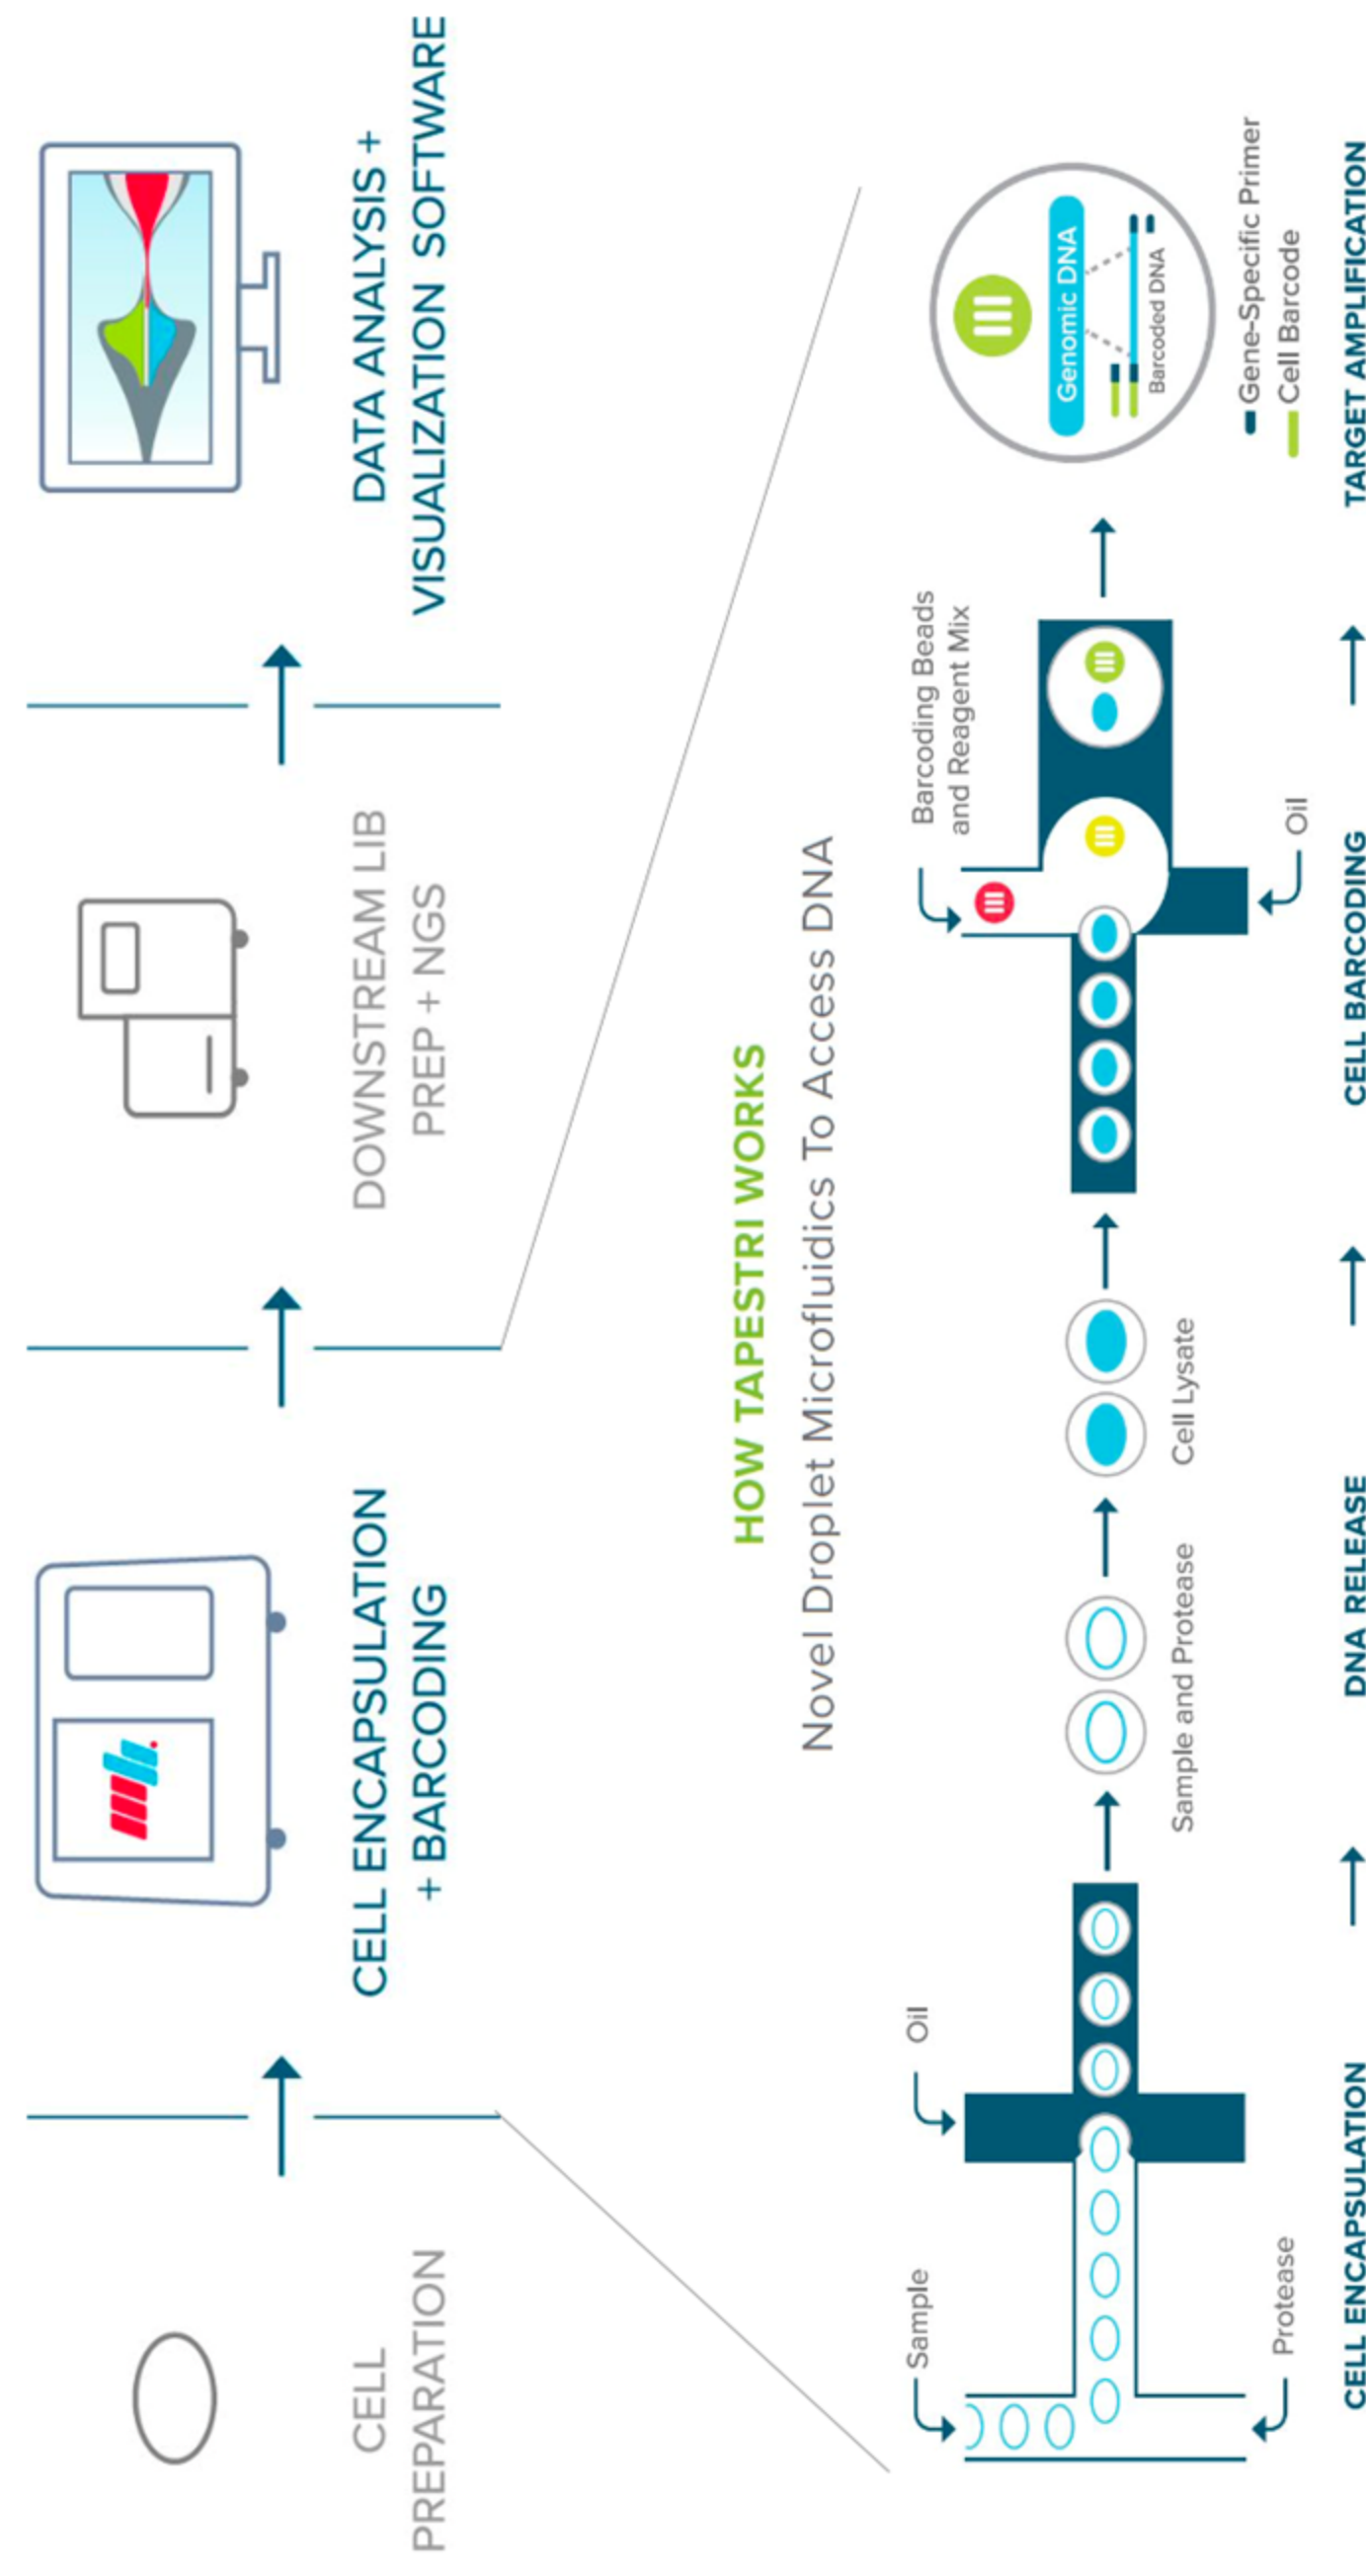 CELL
PREPARATION
CELL ENCAPSULATION
+ BARCODING
DOWNSTREAM LIB
PREP + NGS
DATA ANALYSIS +
VISUALIZATION SOFTWARE
HOW TAPESTRI WORKS
Novel Droplet Microfluidics To Access DNA
Sample
Oil
Protease
Sample and Protease
Cell Lysate
Barcoding Beads
and Reagent Mix
Oil
Genomic DNA
Barcoded DNA
Gene-Specific Primer
Cell Barcode
CELL ENCAPSULATION
DNA RELEASE
CELL BARCODING
TARGET AMPLIFICATION